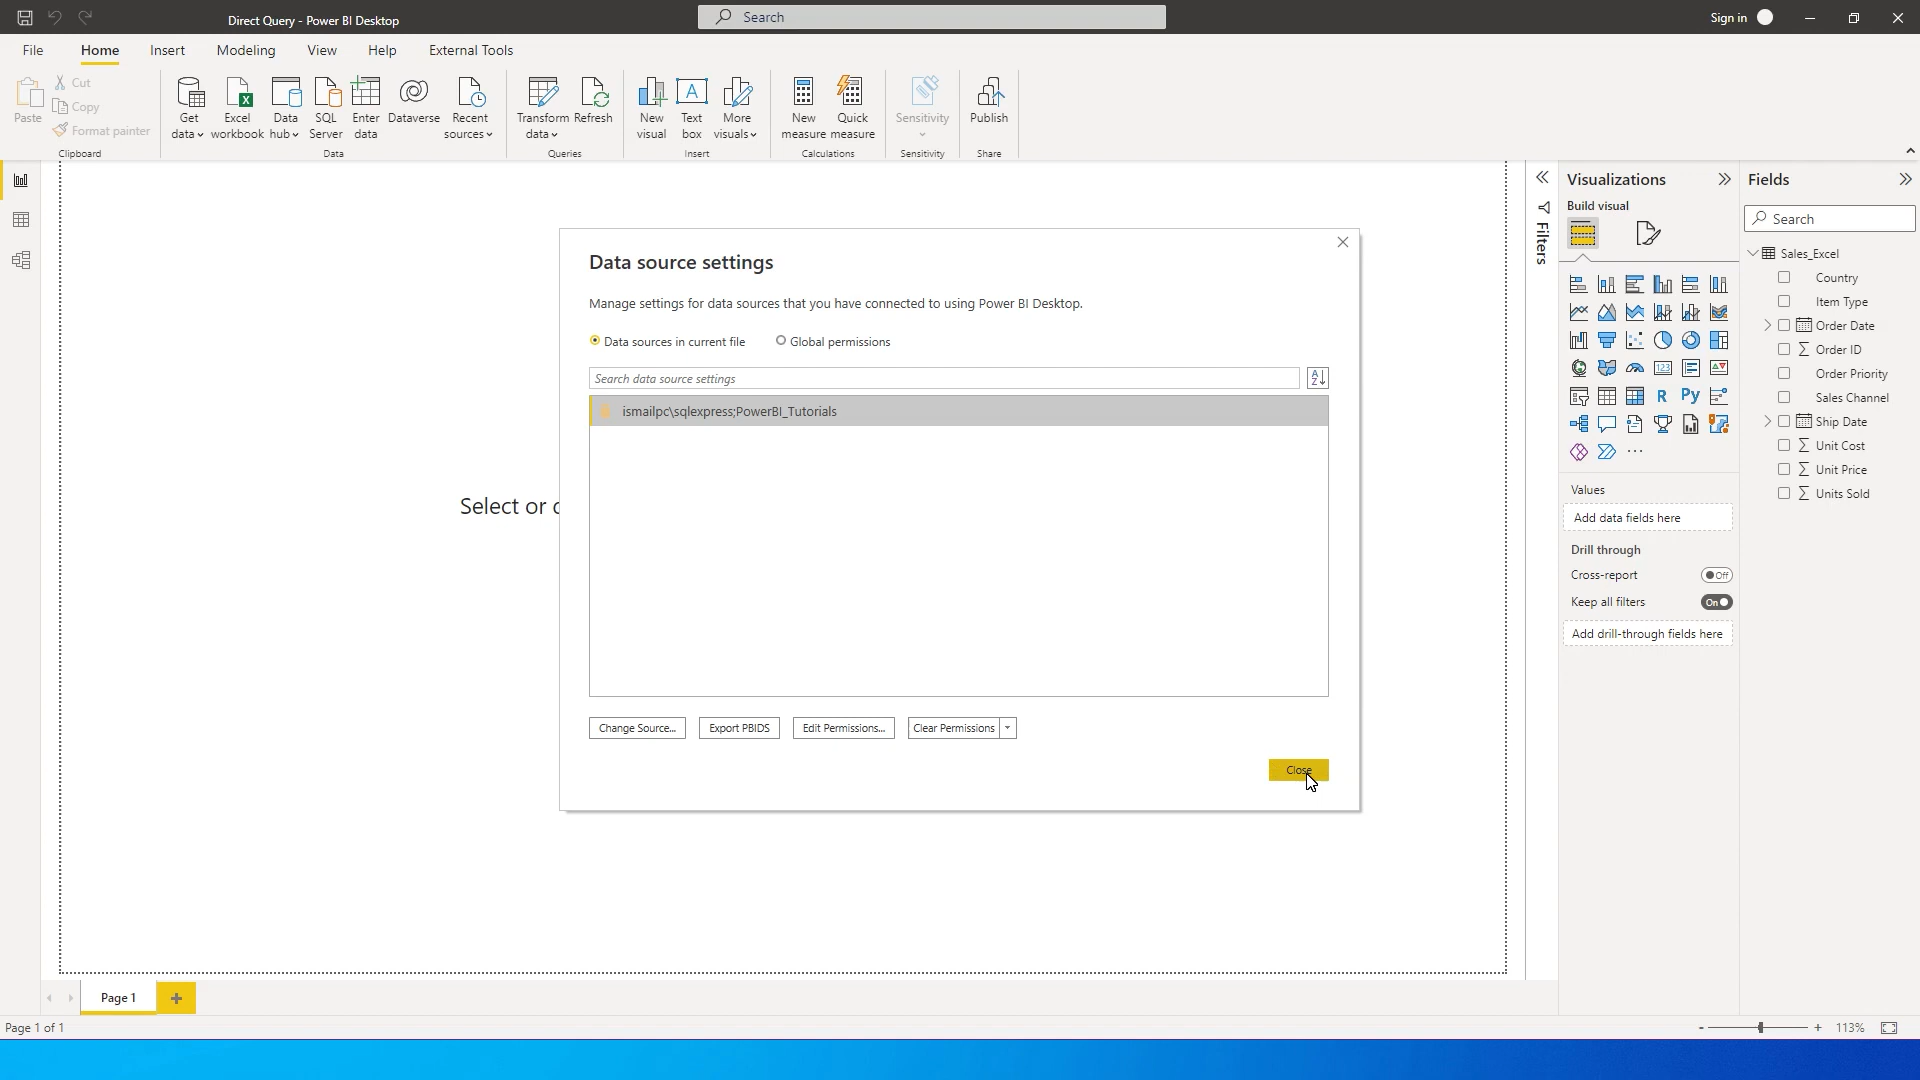 Direct Query - Power BI Desktop
Search
Sign in
File
Home
Insert
Modeling
View
Help
External Tools
Paste
Cut
Copy
Format painter
Clipboard
Get data
Excel workbook
Data hub
SQL Server
Enter data
Dataverse
Recent sources
Data
Transform data
Refresh
Queries
New visual
Text box
More visuals
Insert
New measure
Quick measure
Calculations
Sensitivity
Sensitivity
Publish
Share
Data source settings
Manage settings for data sources that you have connected to using Power BI Desktop.
Data sources in current file
Global permissions
Search data source settings
ismailpc\sqlexpress;PowerBI_Tutorials
Change Source...
Export PBIDS
Edit Permissions...
Clear Permissions
Close
Select or
Filters
Visualizations
Build visual
R
Py
123
Values
Add data fields here
Drill through
Cross-report
Off
Keep all filters
On
Add drill-through fields here
Fields
Search
Sales_Excel
Country
Item Type
Order Date
Order ID
Order Priority
Sales Channel
Ship Date
Unit Cost
Unit Price
Units Sold
Page 1
Page 1 of 1
113%